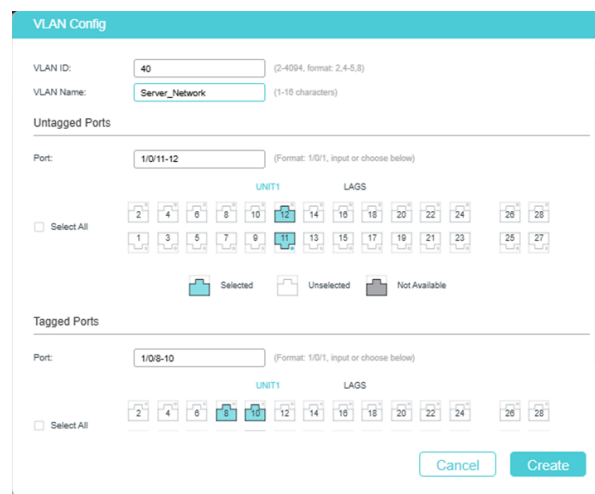 VLAN Config
VLAN ID: 40 (2-4094, format: 2,4-5,8)
VLAN Name: Server_Network (1-16 characters)
Untagged Ports
Port: 1/0/11-12 (Format: 1/0/1, input or choose below)
UNIT1 LAGS
2 4 6 8 10 12 14 16 18 20 22 24 26 28
Select All
1 3 5 7 9 11 13 15 17 19 21 23 25 27
Selected Unselected Not Available
Tagged Ports
Port: 1/0/8-10 (Format: 1/0/1, input or choose below)
UNIT1 LAGS
2 4 6 8 10 12 14 16 18 20 22 24 26 28
Select All
Cancel Create